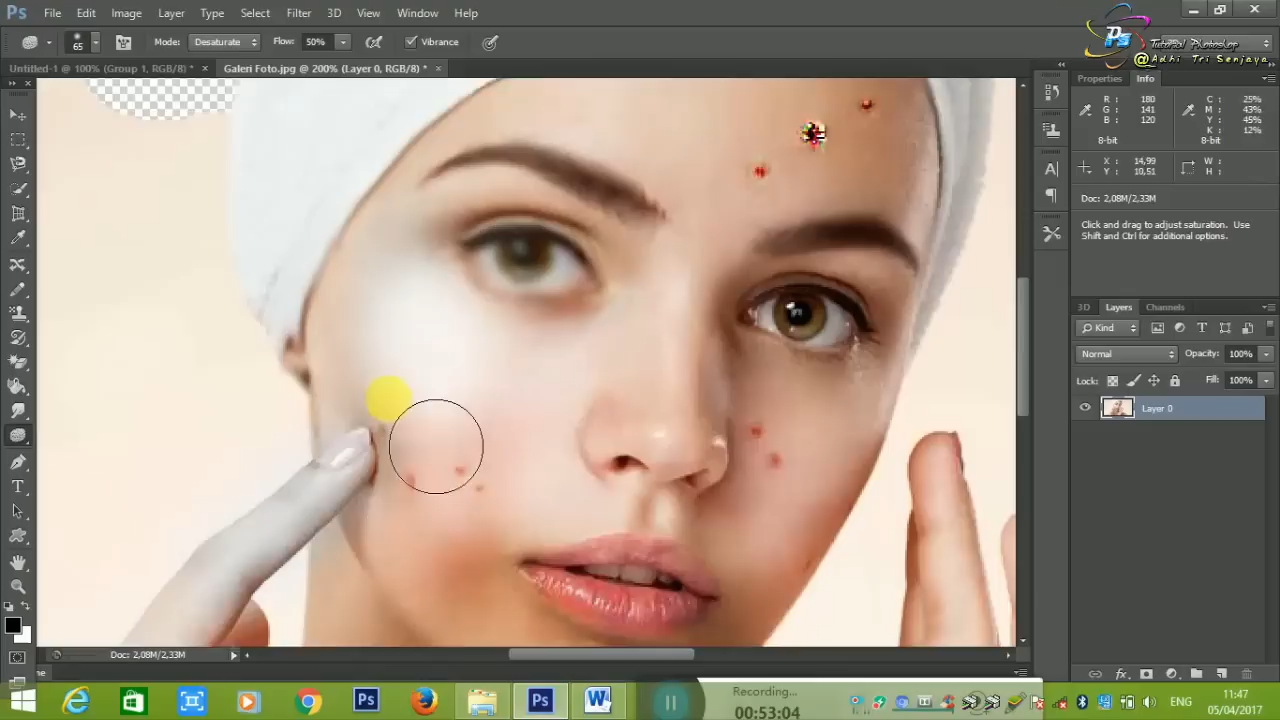 Ps File Edit Image Layer Type Select Filter 3D View Window Help
65 Mode: Desaturate Flow: 50% Vibrance
Ps Tutorial Photoshop
@Adhi Tri Senjaya
Untitled-1 @ 100% (Group 1, RGB/8) * × Galeri Foto.jpg @ 200% (Layer 0, RGB/8) * ×
Properties Info
R : 180 C : 25%
G : 141 M : 43%
B : 120 Y : 40%
K : 12%
8-bit 8-bit
X : 14,99 W :
Y : 10,51 H :
Doc: 2,08M/2,33M
Click and drag to adjust saturation. Use
Shift and Ctrl for additional options.
3D Layers Channels
Kind
Normal Opacity: 100%
Lock: Fill: 100%
Layer 0
Doc: 2,08M/2,33M
Recording...
00:53:04
ENG
11:47
05/04/2017